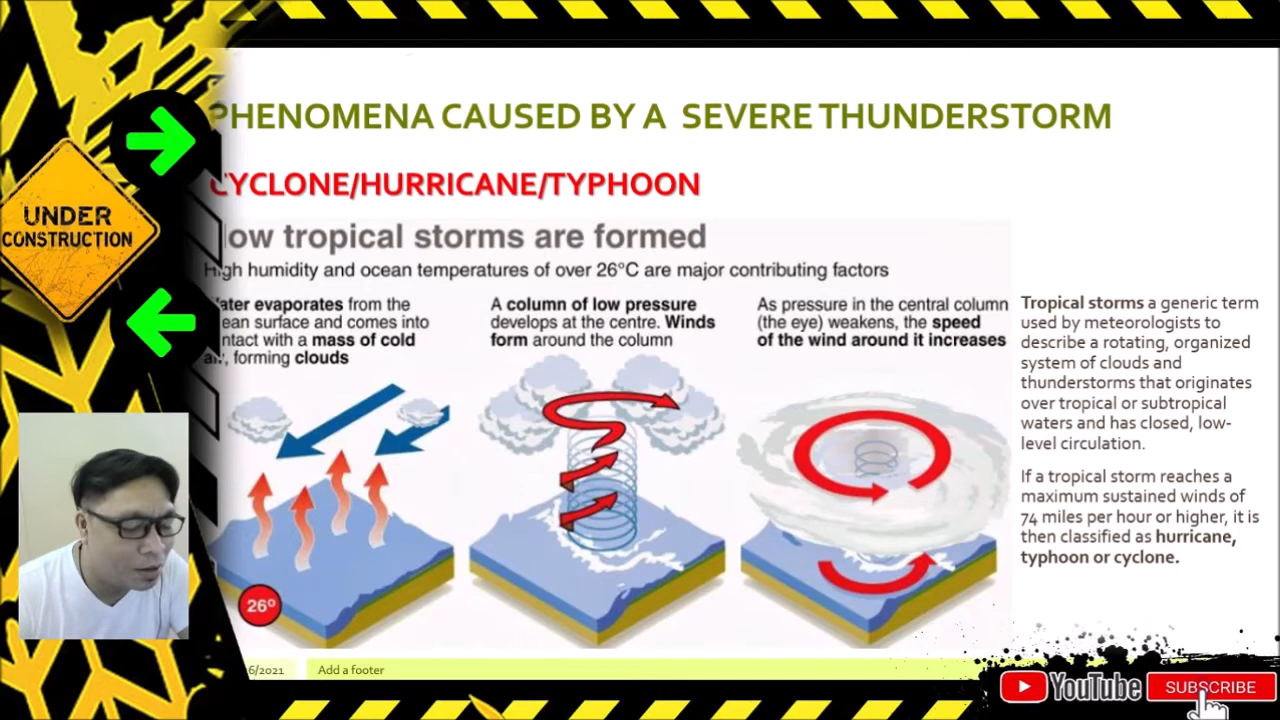 PHENOMENA CAUSED BY A SEVERE THUNDERSTORM
CYCLONE/HURRICANE/TYPHOON
ow tropical storms are formed
High humidity and ocean temperatures of over 26°C are major contributing factors
ater evaporates from the
ean surface and comes into
ntact with a mass of cold
air, forming clouds
A column of low pressure
develops at the centre. Winds
form around the column
As pressure in the central column
(the eye) weakens, the speed
of the wind around it increases
Tropical storms a generic term
used by meteorologists to
describe a rotating, organized
system of clouds and
thunderstorms that originates
over tropical or subtropical
waters and has closed, low-
level circulation.
If a tropical storm reaches a
maximum sustained winds of
74 miles per hour or higher, it is
then classified as hurricane,
typhoon or cyclone.
UNDER
CONSTRUCTION
26°
6/2021
Add a footer
YouTube
SUBSCRIBE